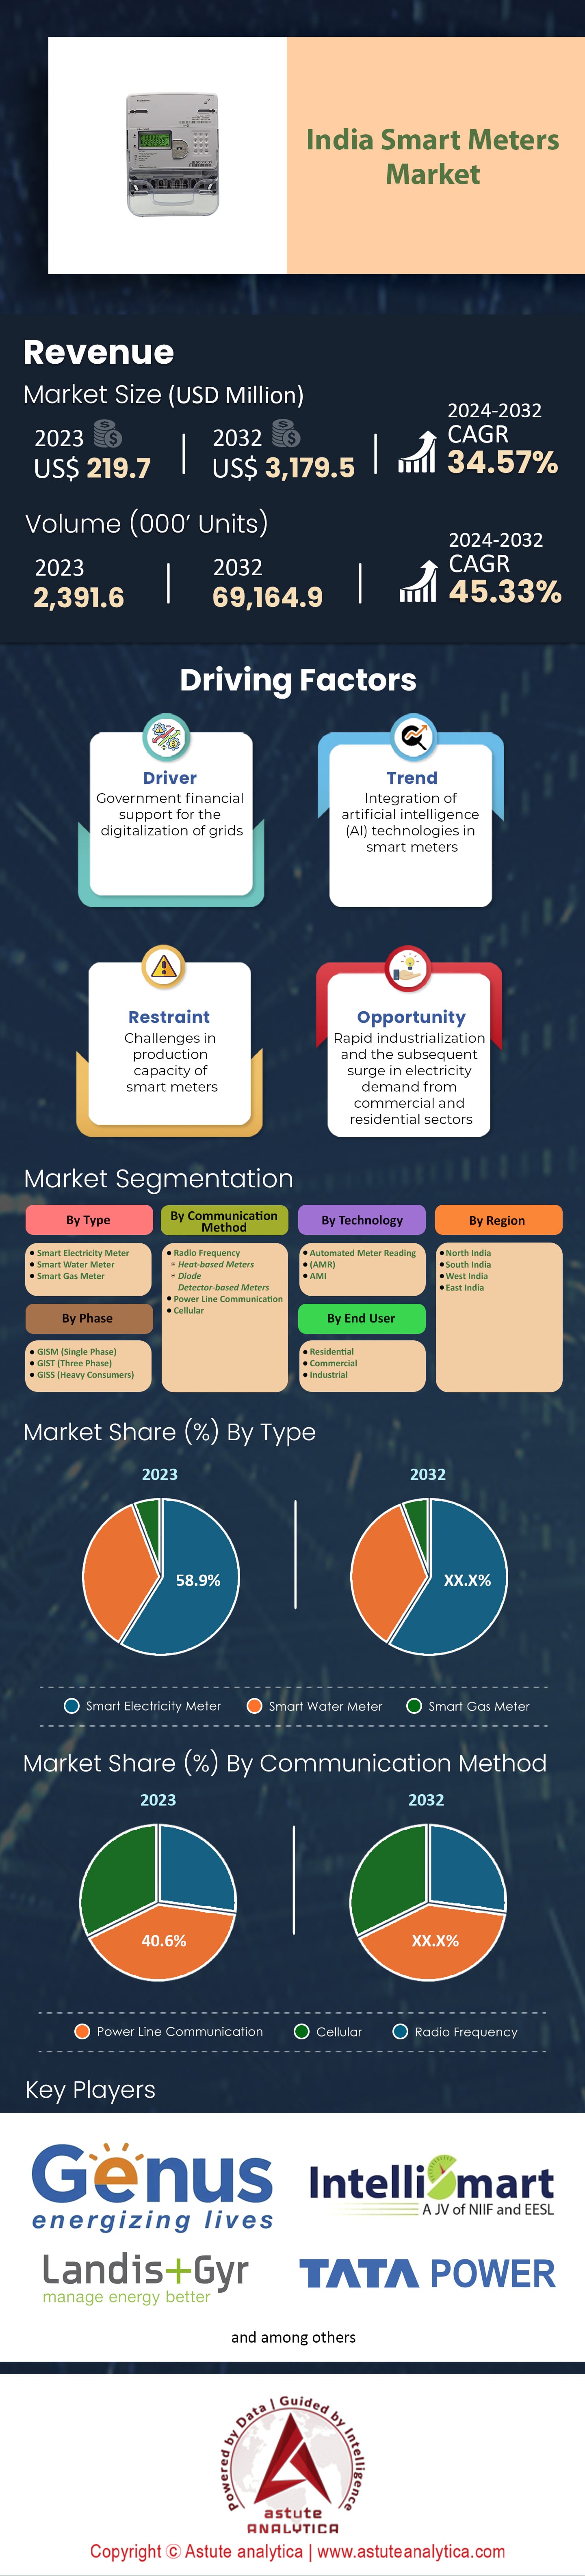 India Smart Meters
Market
Revenue
Market Size (USD Million)
2023
US$ 219.7
2032
US$ 3,179.5
2024-2032
CAGR
34.57%
Volume (000' Units)
2023
2,391.6
2032
69,164.9
2024-2032
CAGR
45.33%
Driving Factors
Driver
Government financial
support for the
digitalization of grids
Trend
Integration of
artificial intelligence
(AI) technologies in
smart meters
Restraint
Challenges in
production
capacity of
smart meters
Opportunity
Rapid industrialization
and the subsequent
surge in electricity
demand from
commercial and
residential sectors
Market Segmentation
By Type
Smart Electricity Meter
Smart Water Meter
Smart Gas Meter
By Phase
GISM (Single Phase)
GIST (Three Phase)
GISS (Heavy Consumers)
By Communication
Method
Radio Frequency
Heat-based Meters
Diode
Detector-based Meters
Power Line Communication
Cellular
By Technology
Automated Meter Reading
(AMR)
AMI
By End User
Residential
Commercial
Industrial
By Region
North India
South India
West India
East India
Market Share (%) By Type
2023
58.9%
2032
XX.X%
Smart Electricity Meter
Smart Water Meter
Smart Gas Meter
Market Share (%) By Communication Method
2023
40.6%
2032
XX.X%
Power Line Communication
Cellular
Radio Frequency
Key Players
Genus
energizing lives
IntelliSmart
A JV of NIIF and EESL
Landis+Gyr
manage energy better
TATA POWER
and among others
Powered by Data | Guided by Intelligence
astute
ANALYTICA
Copyright © Astute analytica | www.astuteanalytica.com